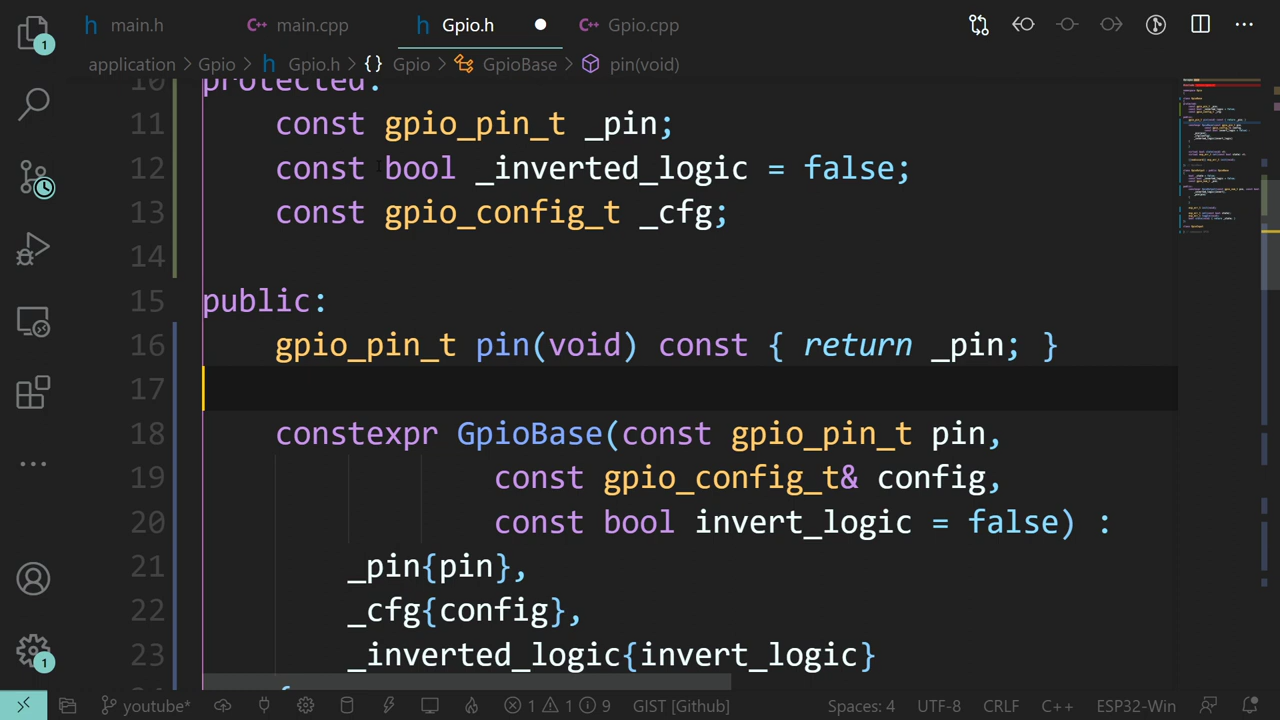 main.h main.cpp Gpio.h Gpio.cpp
application > Gpio > Gpio.h > {} Gpio > GpioBase > pin(void)
10 protected:
11 const gpio_pin_t _pin;
12 const bool _inverted_logic = false;
13 const gpio_config_t _cfg;
14
15 public:
16 gpio_pin_t pin(void) const { return _pin; }
17
18 constexpr GpioBase(const gpio_pin_t pin,
19 const gpio_config_t& config,
20 const bool invert_logic = false) :
21 _pin{pin},
22 _cfg{config},
23 _inverted_logic{invert_logic}
24 {
youtube* 1 1 9 GIST [Github] Spaces: 4 UTF-8 CRLF C++ ESP32-Win